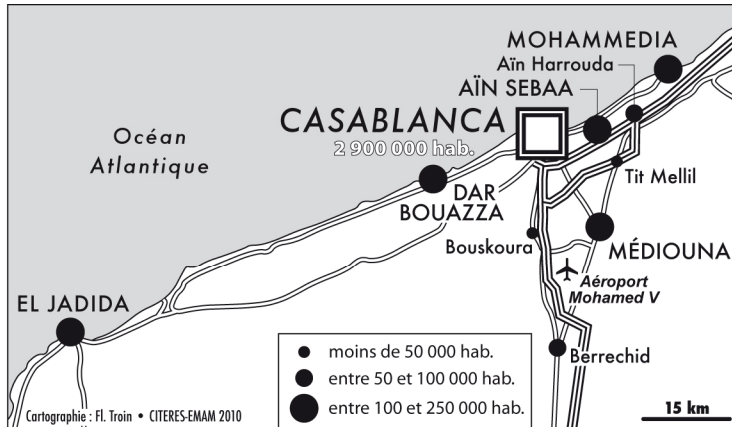 MOHAMMEDIA
Aïn Harrouda
AÏN SEBAA
CASABLANCA
2 900 000 hab.
Océan
Atlantique
Tit Mellil
DAR
BOUAZZA
Bouskoura
MÉDIOUNA
Aéroport
Mohamed V
EL JADIDA
Berrechid
moins de 50 000 hab.
entre 50 et 100 000 hab.
entre 100 et 250 000 hab.
Cartographie : Fl. Troin • CITERES-EMAM 2010
15 km